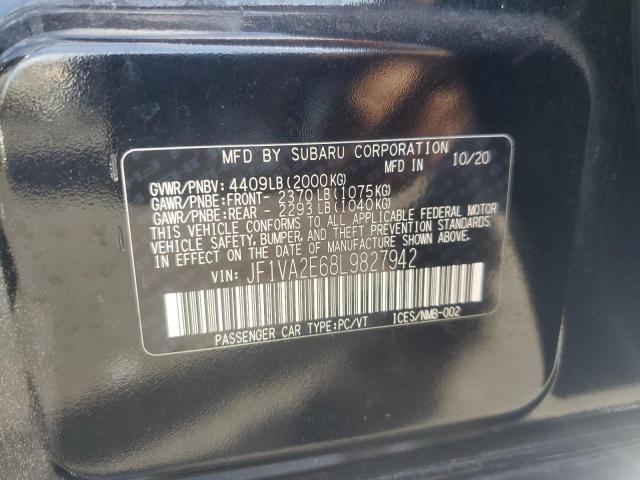 MFD BY SUBARU CORPORATION
MFD IN 10/20
GVWR/PNBV: 4409LB(2000KG)
GAWR/PNBE:FRONT- 2370LB(1075KG)
GAWR/PNBE:REAR - 2293LB(1040KG)
THIS VEHICLE CONFORMS TO ALL APPLICABLE FEDERAL MOTOR
VEHICLE SAFETY, BUMPER, AND THEFT PREVENTION STANDARDS
IN EFFECT ON THE DATE OF MANUFACTURE SHOWN ABOVE.
VIN: JF1VA2E68L9827942
PASSENGER CAR TYPE:PC/VT ICES/NMB-002